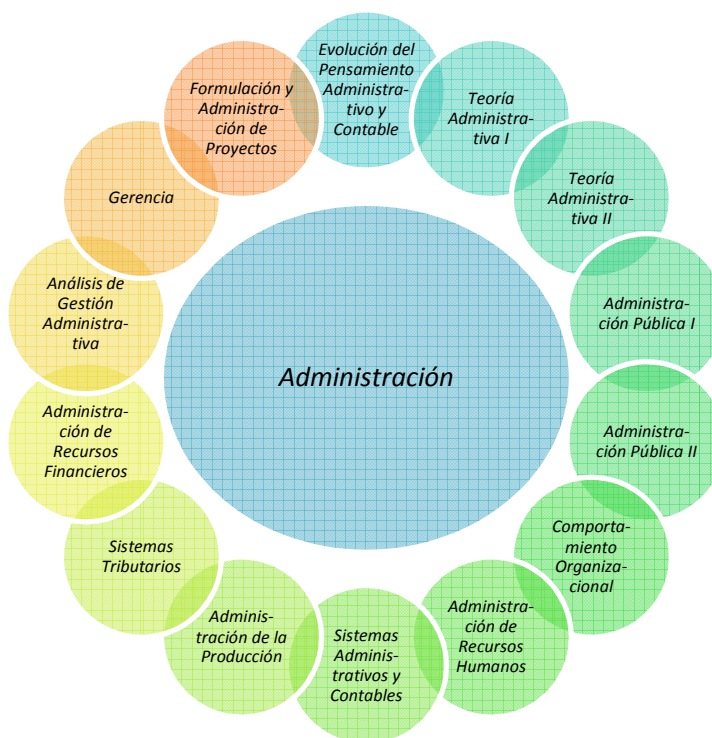 Evolución del
Pensamiento
Administra-
tivo y
Contable
Teoría
Administra-
tiva I
Teoría
Administra-
tiva II
Administra-
ción Pública I
Administra-
ción Pública II
Comporta-
miento
Organiza-
cional
Administra-
ción de
Recursos
Humanos
Sistemas
Adminis-
trativos y
Contables
Adminis-
tración de la
Producción
Sistemas
Tributarios
Administra-
ción de
Recursos
Financieros
Análisis de
Gestión
Administra-
tiva
Gerencia
Formulación y
Administra-
ción de
Proyectos
Administración